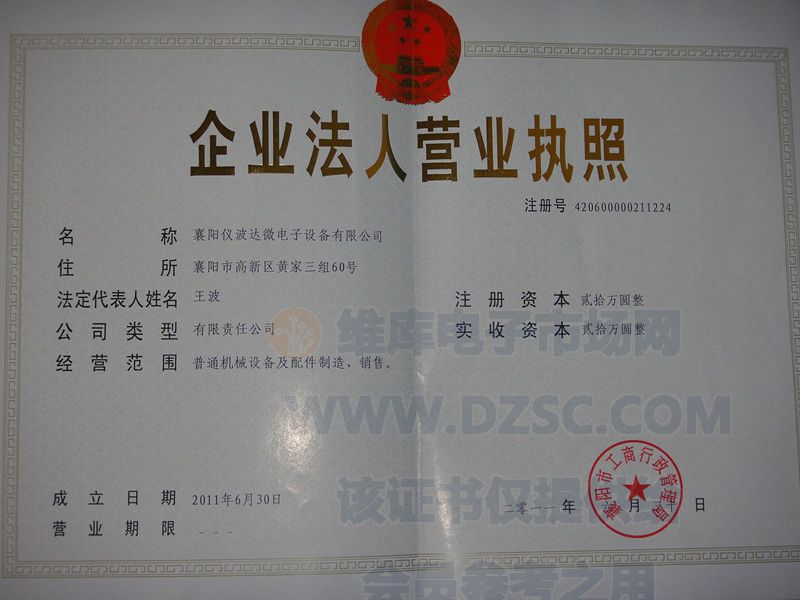 企业法人营业执照
注册号 420600000211224
名称 襄阳仪波达微电子设备有限公司
住所 襄阳市高新区黄家三组60号
法定代表人姓名 王波
注册资本 贰拾万圆整
公司类型 有限责任公司
实收资本 贰拾万圆整
经营范围 普通机械设备及配件制造、销售。
维库电子市场网
WWW.DZSC.COM
成立日期 2011年6月30日
营业期限 ---
二零一一年 月 日
襄阳市工商行政管理局
该证书仅提供给
会员参考之用